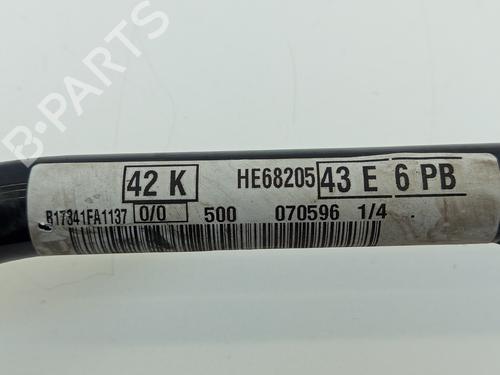 B-PARTS
42 K HE68205 43 E 6 PB
B17341FA1137 0/0 500 070596 1/4